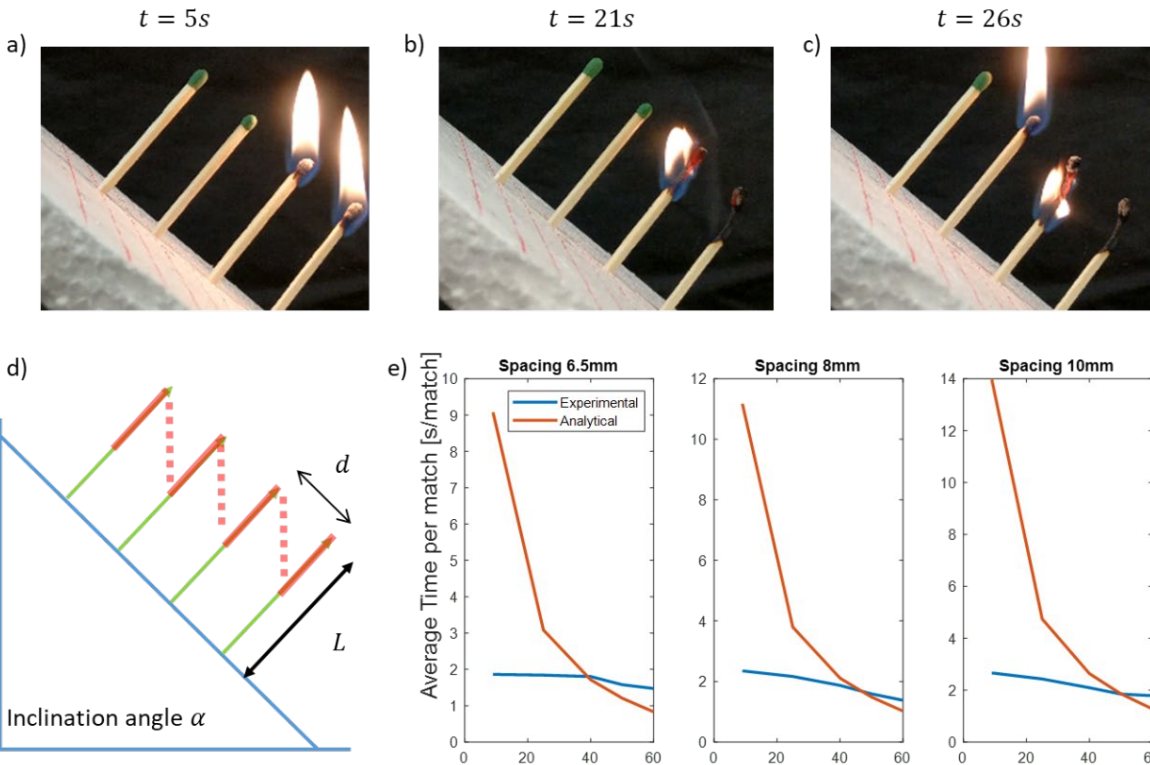 t = 5s
t = 21s
t = 26s
a)
b)
c)
d)
d
L
Inclination angle α
e)
Average Time per match [s/match]
Spacing 6.5mm
10
9
8
7
6
5
4
3
2
1
0
0 20 40 60
Experimental
Analytical
Spacing 8mm
12
10
8
6
4
2
0
0 20 40 60
Spacing 10mm
14
12
10
8
6
4
2
0
0 20 40 60